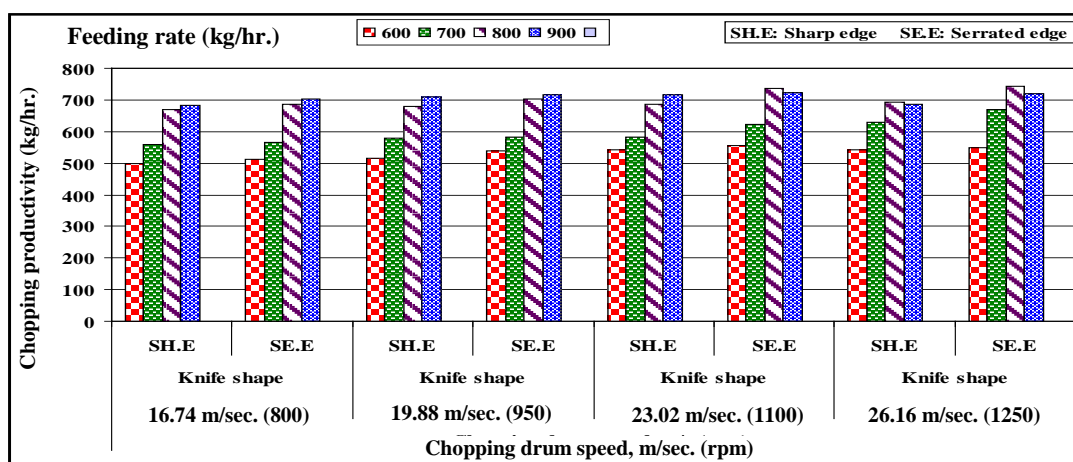 Feeding rate (kg/hr.)
600 700 800 900
SH.E: Sharp edge SE.E: Serrated edge
Chopping productivity (kg/hr.)
800
700
600
500
400
300
200
100
0
SH.E SE.E SH.E SE.E SH.E SE.E SH.E SE.E
Knife shape Knife shape Knife shape Knife shape
16.74 m/sec. (800) 19.88 m/sec. (950) 23.02 m/sec. (1100) 26.16 m/sec. (1250)
Chopping drum speed, m/sec. (rpm)